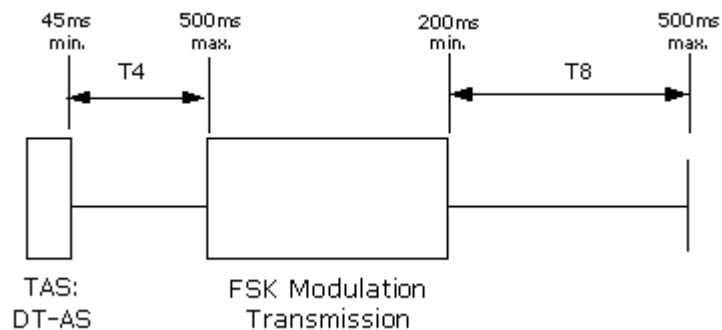 45ms
min.
500ms
max.
200ms
min.
500ms
max.
T4
T8
TAS:
DT-AS
FSK Modulation
Transmission